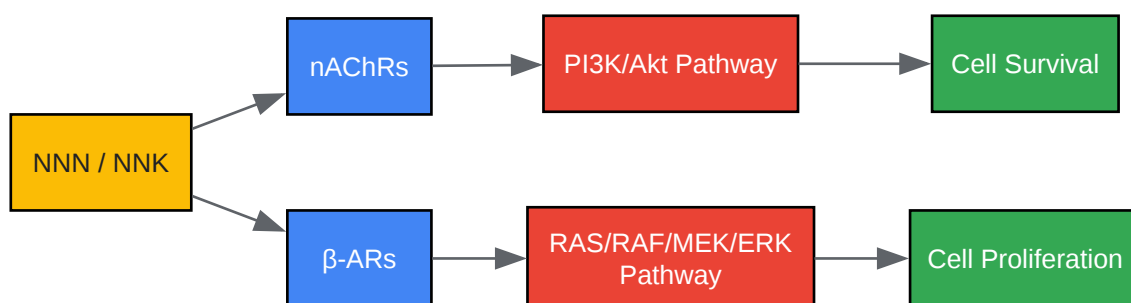 nAChRs
PI3K/Akt Pathway
Cell Survival
NNN / NNK
β-ARs
RAS/RAF/MEK/ERK
Pathway
Cell Proliferation